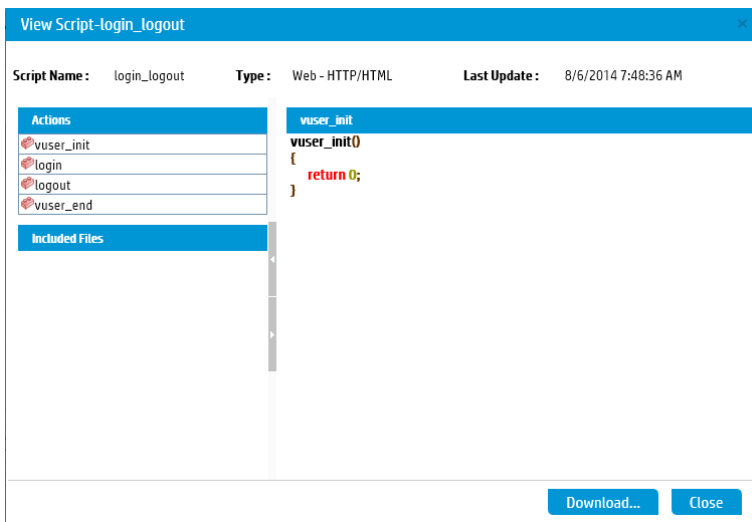 View Script-login_logout
Script Name : login_logout Type : Web - HTTP/HTML Last Update : 8/6/2014 7:48:36 AM
Actions
vuser_init
login
logout
vuser_end
Included Files
vuser_init
vuser_init()
{
return 0;
}
Download... Close